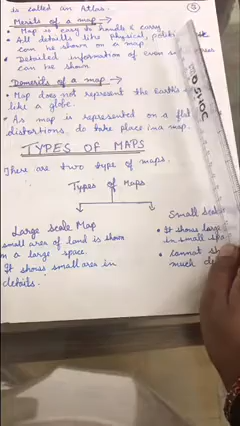 is called an Atlas.
Merits of a map →
• Map is easy to handle & carry
• All details like physical,
can be shown on a map.
• Detailed information of even
can be shown
Demerits of a map →
• Map does not represent the Earth's
like a globe.
• As map is represented on a flat
distortions do take place in a
TYPES OF MAPS
There are two type of maps.
Types of Maps
Large Scale Map
small area of land is shown
on a large space.
It shows small area in
details.
Small Scale
• It shows large
in small
• cannot
much